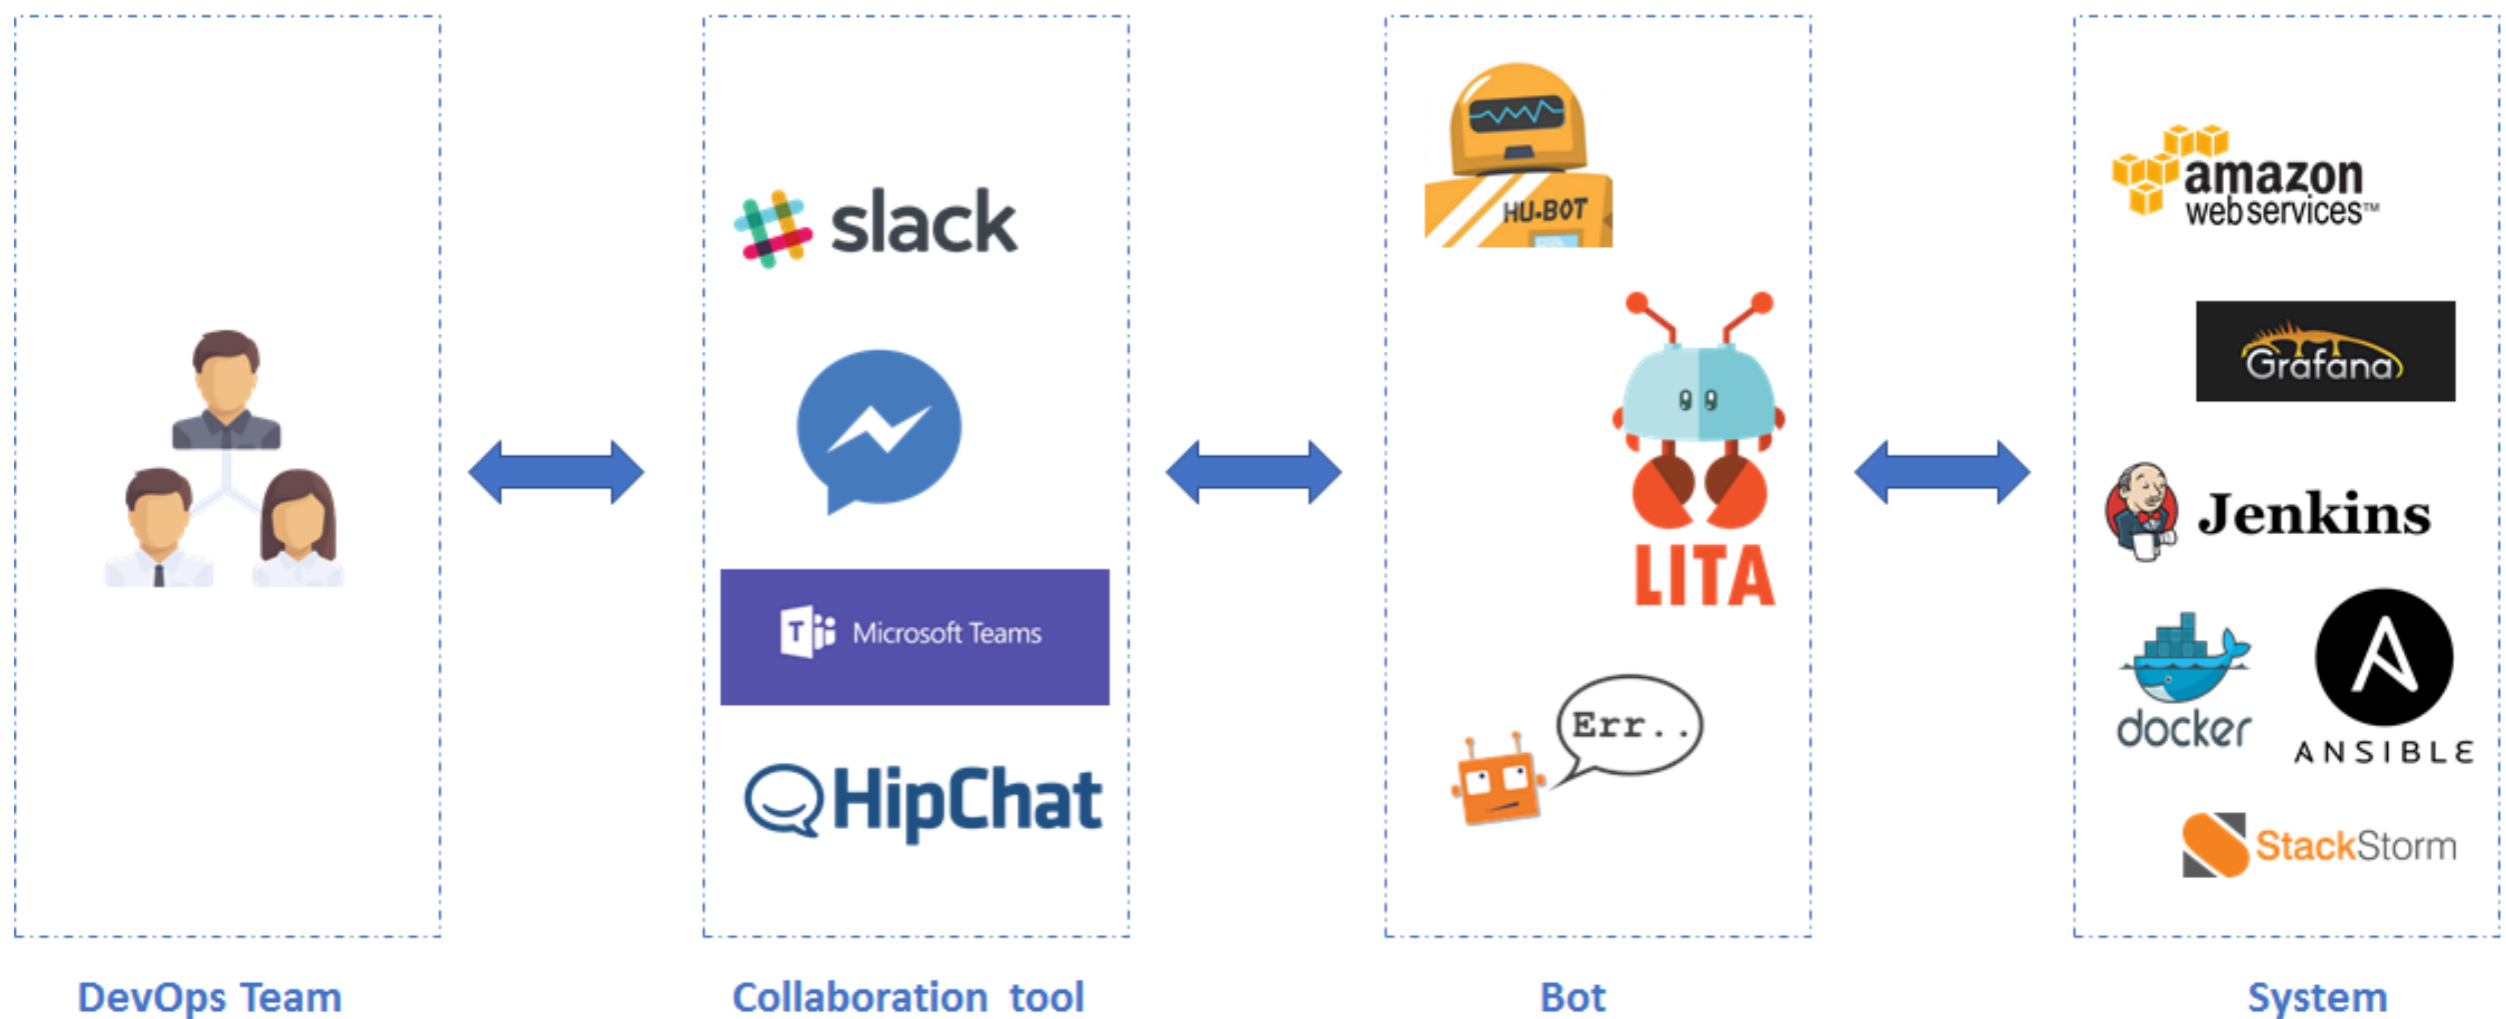 slack
T
Microsoft Teams
HipChat
HU-BOT
LITA
Err..
amazon
web services™
Grafana
Jenkins
docker
ANSIBLE
StackStorm
DevOps Team
Collaboration tool
Bot
System